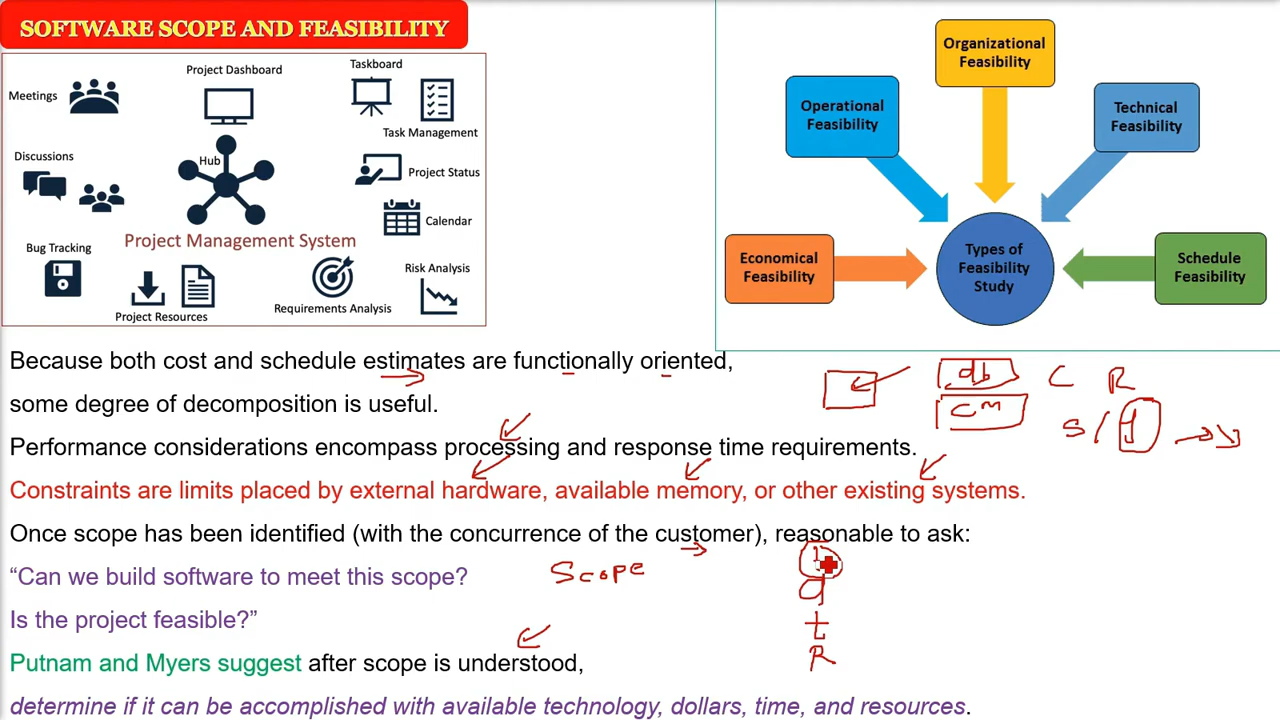 SOFTWARE SCOPE AND FEASIBILITY
Meetings
Project Dashboard
Taskboard
Task Management
Discussions
Hub
Project Status
Calendar
Bug Tracking
Project Management System
Project Resources
Requirements Analysis
Risk Analysis
Organizational
Feasibility
Operational
Feasibility
Technical
Feasibility
Economical
Feasibility
Types of
Feasibility
Study
Schedule
Feasibility
Because both cost and schedule estimates are functionally oriented,
some degree of decomposition is useful.
db C R
CM
S/
Performance considerations encompass processing and response time requirements.
Constraints are limits placed by external hardware, available memory, or other existing systems.
Once scope has been identified (with the concurrence of the customer), reasonable to ask:
“Can we build software to meet this scope?
Scope
Is the project feasible?”
d
t
R
Putnam and Myers suggest after scope is understood,
determine if it can be accomplished with available technology, dollars, time, and resources.